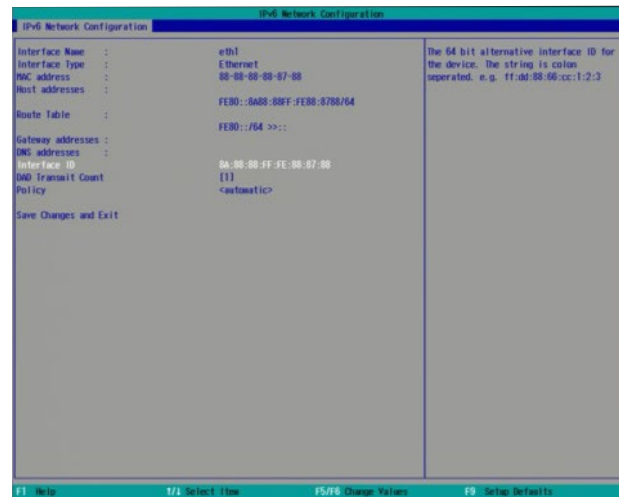 IPv6 Network Configuration
IPv6 Network Configuration
Interface Name : eth1
Interface Type : Ethernet
MAC address : 88-88-88-88-87-88
Host addresses :
FE80::8A88:88FF:FE88:8788/64
Route Table :
FE80::/64 >>::
Gateway addresses :
DNS addresses :
Interface ID 8A:88:88:FF:FE:88:87:88
DAD Transmit Count [1]
Policy <automatic>
Save Changes and Exit
The 64 bit alternative interface ID for
the device. The string is colon
seperated. e.g. ff:dd:88:66:cc:1:2:3
F1 Help ↑/↓ Select Item F5/F6 Change Values F9 Setup Defaults